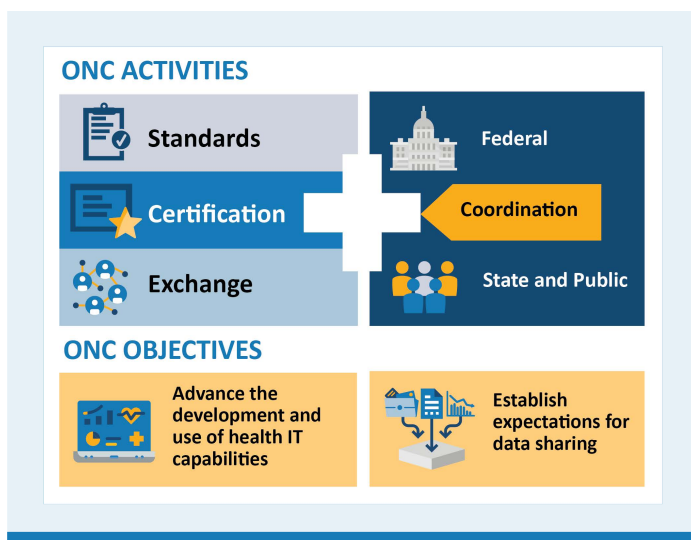 ONC ACTIVITIES
Standards
Certification
Exchange
Federal
Coordination
State and Public
ONC OBJECTIVES
Advance the
development and
use of health IT
capabilities
Establish
expectations for
data sharing